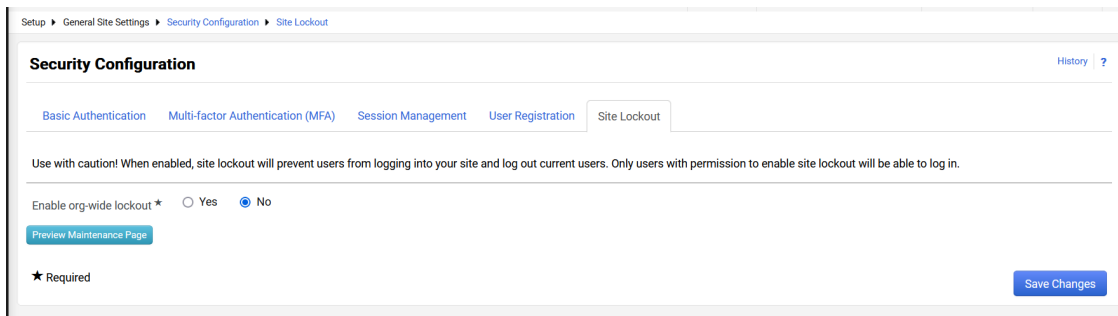 Setup ▶ General Site Settings ▶ Security Configuration ▶ Site Lockout
Security Configuration
History ?
Basic Authentication Multi-factor Authentication (MFA) Session Management User Registration Site Lockout
Use with caution! When enabled, site lockout will prevent users from logging into your site and log out current users. Only users with permission to enable site lockout will be able to log in.
Enable org-wide lockout ★ Yes No
Preview Maintenance Page
★ Required
Save Changes